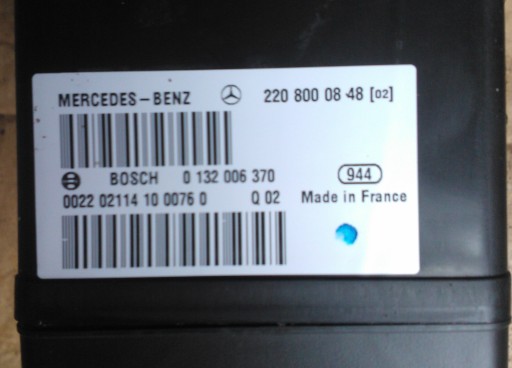 MERCEDES-BENZ 220 800 08 48 [02]
BOSCH 0 132 006 370 944
0022 02114 10 0076 0 Q 02 Made in France